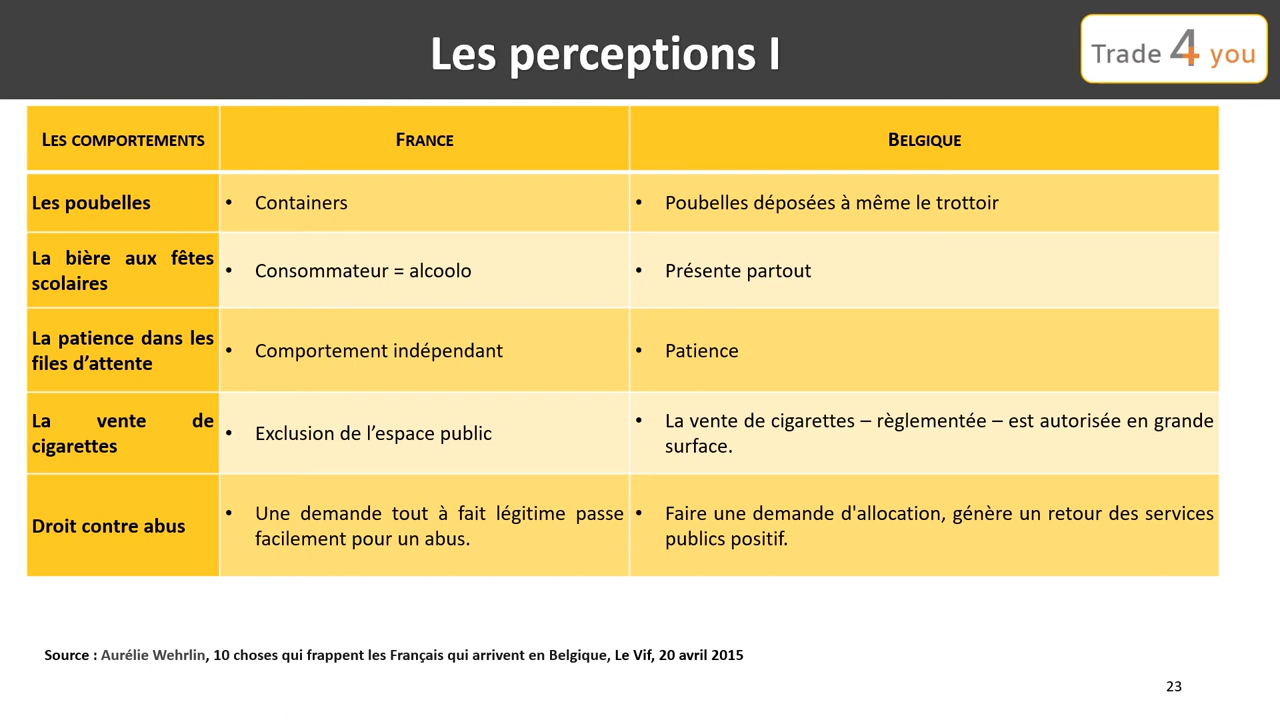 Les perceptions I
Trade 4 you
LES COMPORTEMENTS
FRANCE
BELGIQUE
Les poubelles
• Containers
• Poubelles déposées à même le trottoir
La bière aux fêtes
scolaires
• Consommateur = alcoolo
• Présente partout
La patience dans les
files d’attente
• Comportement indépendant
• Patience
La vente de
cigarettes
• Exclusion de l’espace public
• La vente de cigarettes – règlementée – est autorisée en grande
surface.
Droit contre abus
• Une demande tout à fait légitime passe
facilement pour un abus.
• Faire une demande d'allocation, génère un retour des services
publics positif.
Source : Aurélie Wehrlin, 10 choses qui frappent les Français qui arrivent en Belgique, Le Vif, 20 avril 2015
23